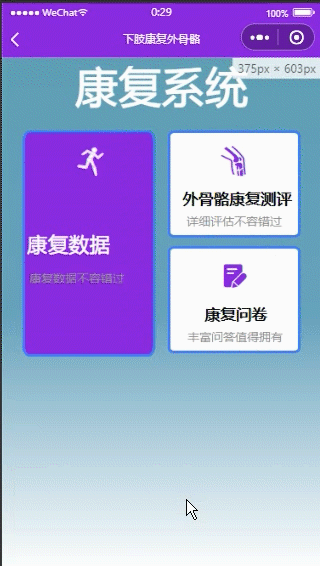 WeChat
0:29
100%
下肢康复外骨骼
375px × 603px
康复系统
康复数据
康复数据不容错过
外骨骼康复测评
详细评估不容错过
康复问卷
丰富问答值得拥有